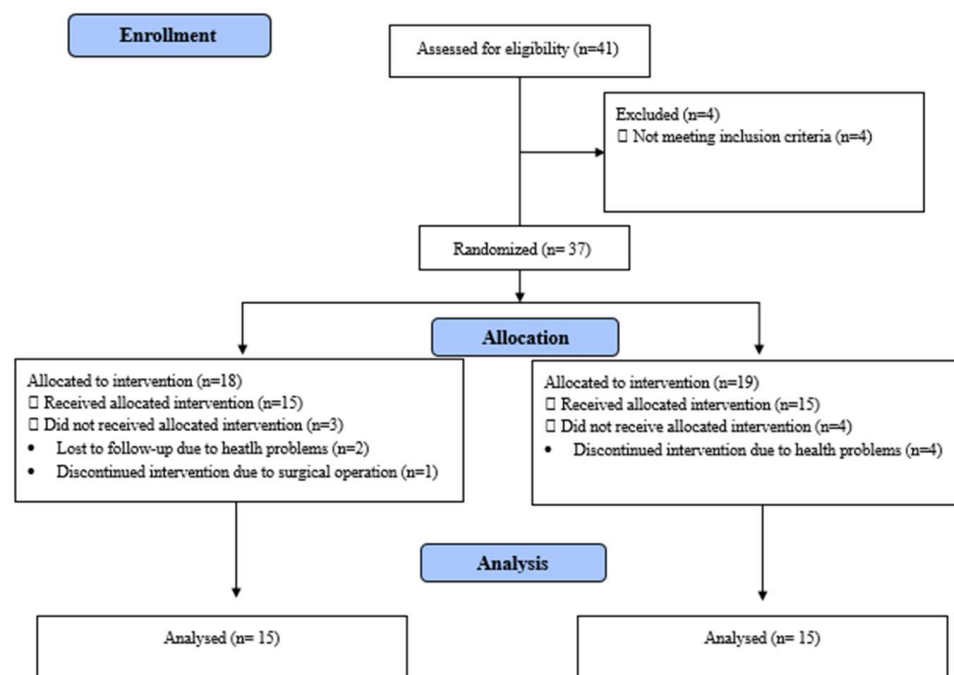 Enrollment
Assessed for eligibility (n=41)
Excluded (n=4)
☐ Not meeting inclusion criteria (n=4)
Randomized (n= 37)
Allocation
Allocated to intervention (n=18)
☐ Received allocated intervention (n=15)
☐ Did not received allocated intervention (n=3)
• Lost to follow-up due to heatlh problems (n=2)
• Discontinued intervention due to surgical operation (n=1)
Allocated to intervention (n=19)
☐ Received allocated intervention (n=15)
☐ Did not receive allocated intervention (n=4)
• Discontinued intervention due to health problems (n=4)
Analysis
Analysed (n= 15)
Analysed (n= 15)